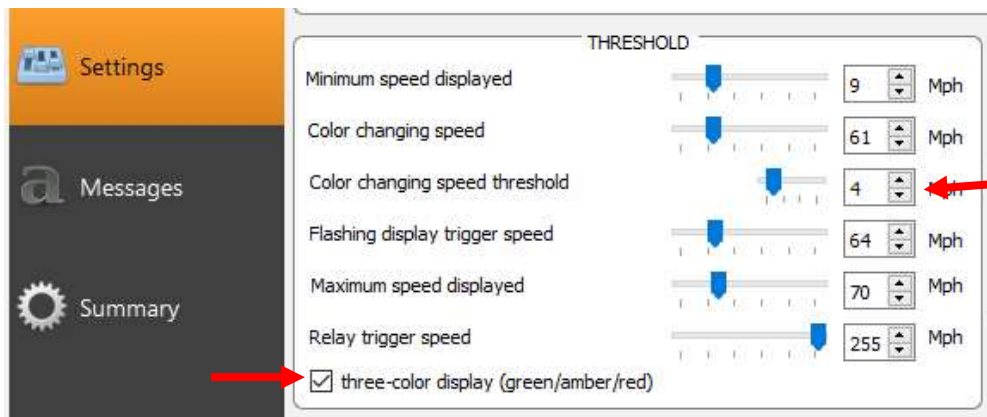 THRESHOLD
Settings
Minimum speed displayed 9 Mph
Color changing speed 61 Mph
Messages
Color changing speed threshold 4 Mph
Flashing display trigger speed 64 Mph
Maximum speed displayed 70 Mph
Summary
Relay trigger speed 255 Mph
three-color display (green/amber/red)